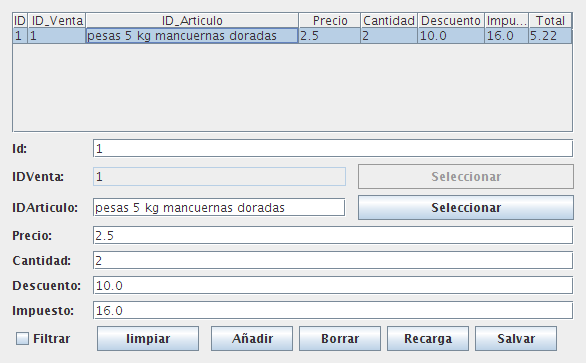 ID ID_Venta ID_Articulo Precio Cantidad Descuento Impu... Total
1 1 pesas 5 kg mancuernas doradas 2.5 2 10.0 16.0 5.22
Id: 1
IDVenta: 1 Seleccionar
IDArticulo: pesas 5 kg mancuernas doradas Seleccionar
Precio: 2.5
Cantidad: 2
Descuento: 10.0
Impuesto: 16.0
Filtrar limpiar Añadir Borrar Recarga Salvar